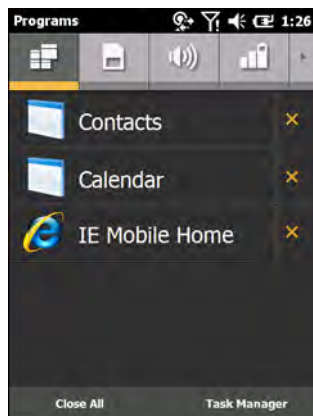 Programs 1:26
Contacts
Calendar
IE Mobile Home
Close All Task Manager